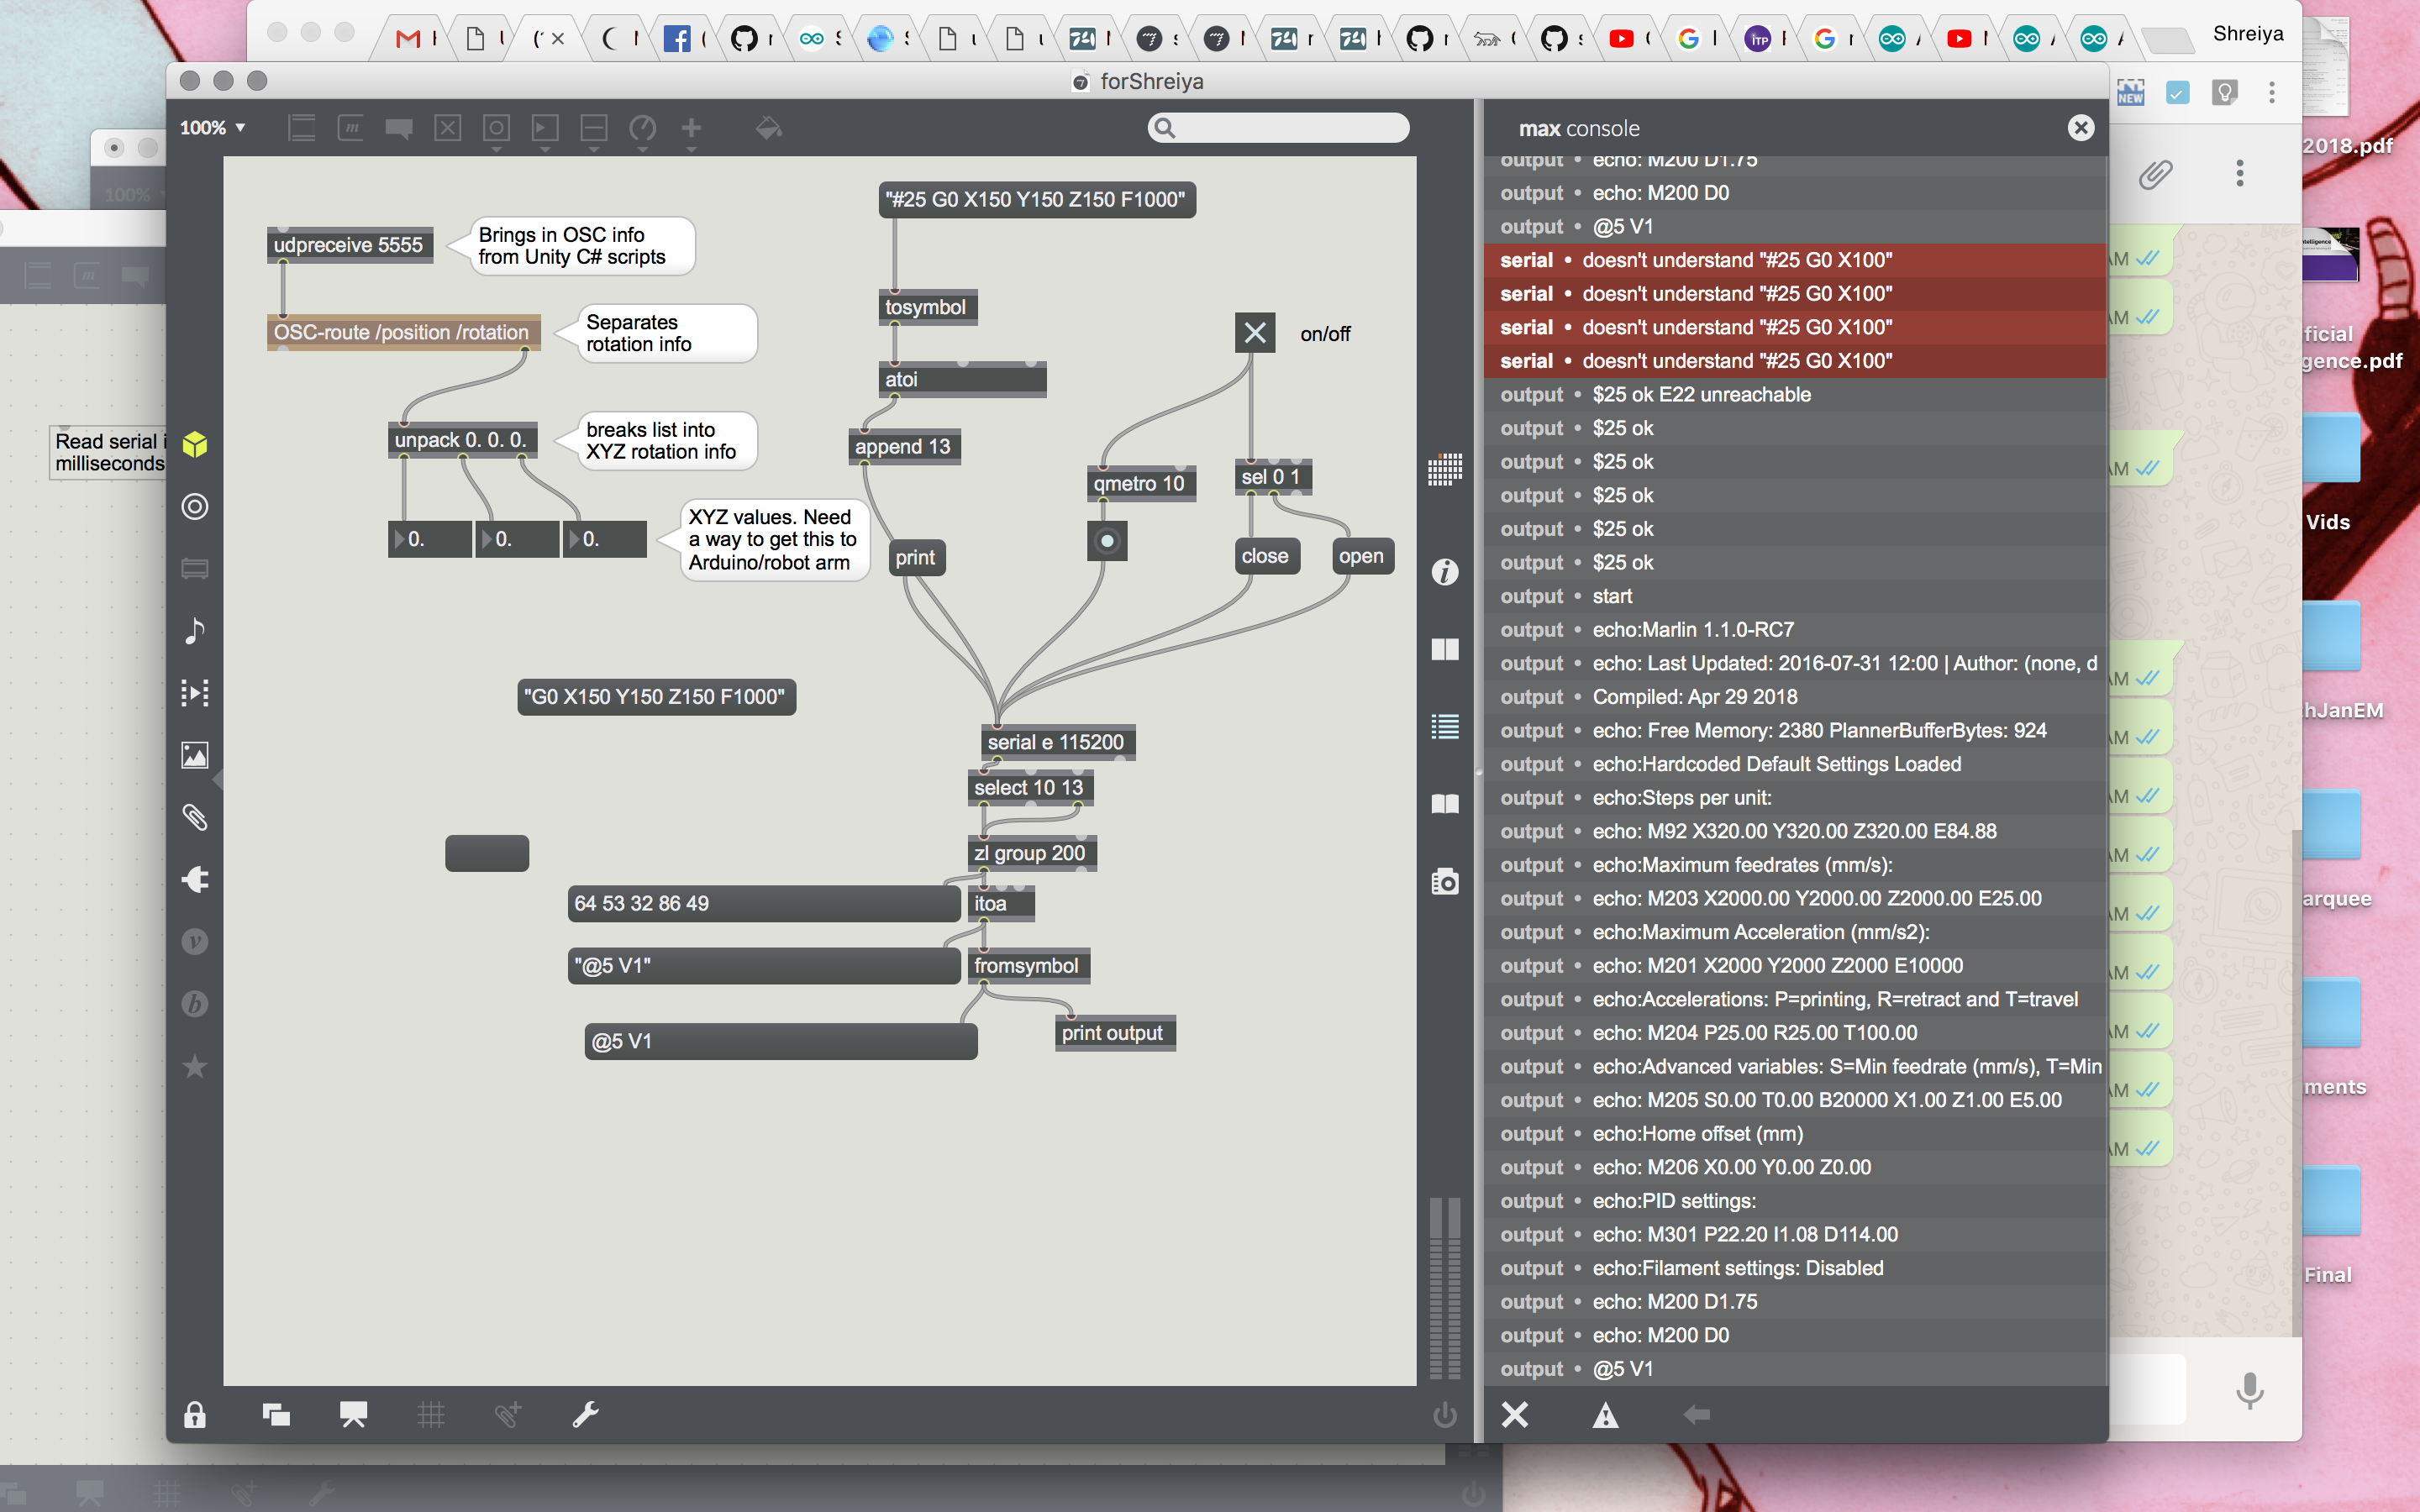 Shreiya
forShreiya
100%
100%
NEW
2018.pdf
"#25 G0 X150 Y150 Z150 F1000"
udpreceive 5555
Brings in OSC info
from Unity C# scripts
tosymbol
OSC-route /position /rotation
Separates
rotation info
on/off
atoi
unpack 0. 0. 0.
breaks list into
XYZ rotation info
append 13
Read serial
milliseconds
qmetro 10
sel 0 1
0.
0.
0.
XYZ values. Need
a way to get this to
Arduino/robot arm
print
close
open
"G0 X150 Y150 Z150 F1000"
serial e 115200
select 10 13
zl group 200
64 53 32 86 49
itoa
"@5 V1"
fromsymbol
@5 V1
print output
max console
output • echo: M200 D1.75
output • echo: M200 D0
output • @5 V1
serial • doesn't understand "#25 G0 X100"
serial • doesn't understand "#25 G0 X100"
serial • doesn't understand "#25 G0 X100"
serial • doesn't understand "#25 G0 X100"
output • $25 ok E22 unreachable
output • $25 ok
output • $25 ok
output • $25 ok
output • $25 ok
output • $25 ok
output • start
output • echo:Marlin 1.1.0-RC7
output • echo: Last Updated: 2016-07-31 12:00 | Author: (none, d
output • Compiled: Apr 29 2018
output • echo: Free Memory: 2380 PlannerBufferBytes: 924
output • echo:Hardcoded Default Settings Loaded
output • echo:Steps per unit:
output • echo: M92 X320.00 Y320.00 Z320.00 E84.88
output • echo:Maximum feedrates (mm/s):
output • echo: M203 X2000.00 Y2000.00 Z2000.00 E25.00
output • echo:Maximum Acceleration (mm/s2):
output • echo: M201 X2000 Y2000 Z2000 E10000
output • echo:Accelerations: P=printing, R=retract and T=travel
output • echo: M204 P25.00 R25.00 T100.00
output • echo:Advanced variables: S=Min feedrate (mm/s), T=Min
output • echo: M205 S0.00 T0.00 B20000 X1.00 Z1.00 E5.00
output • echo:Home offset (mm)
output • echo: M206 X0.00 Y0.00 Z0.00
output • echo:PID settings:
output • echo: M301 P22.20 I1.08 D114.00
output • echo:Filament settings: Disabled
output • echo: M200 D1.75
output • echo: M200 D0
output • @5 V1
ficial
gence.pdf
Vids
hJanEM
arquee
ments
Final